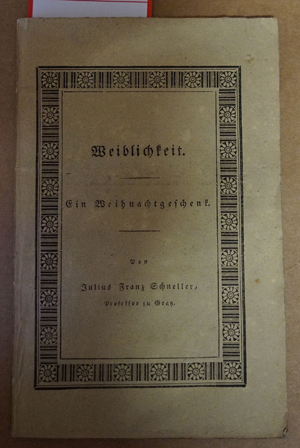 Weiblichkeit.
Ein Weihnachtgeschenk.
Von
Julius Franz Schneller,
Professor zu Gratz.